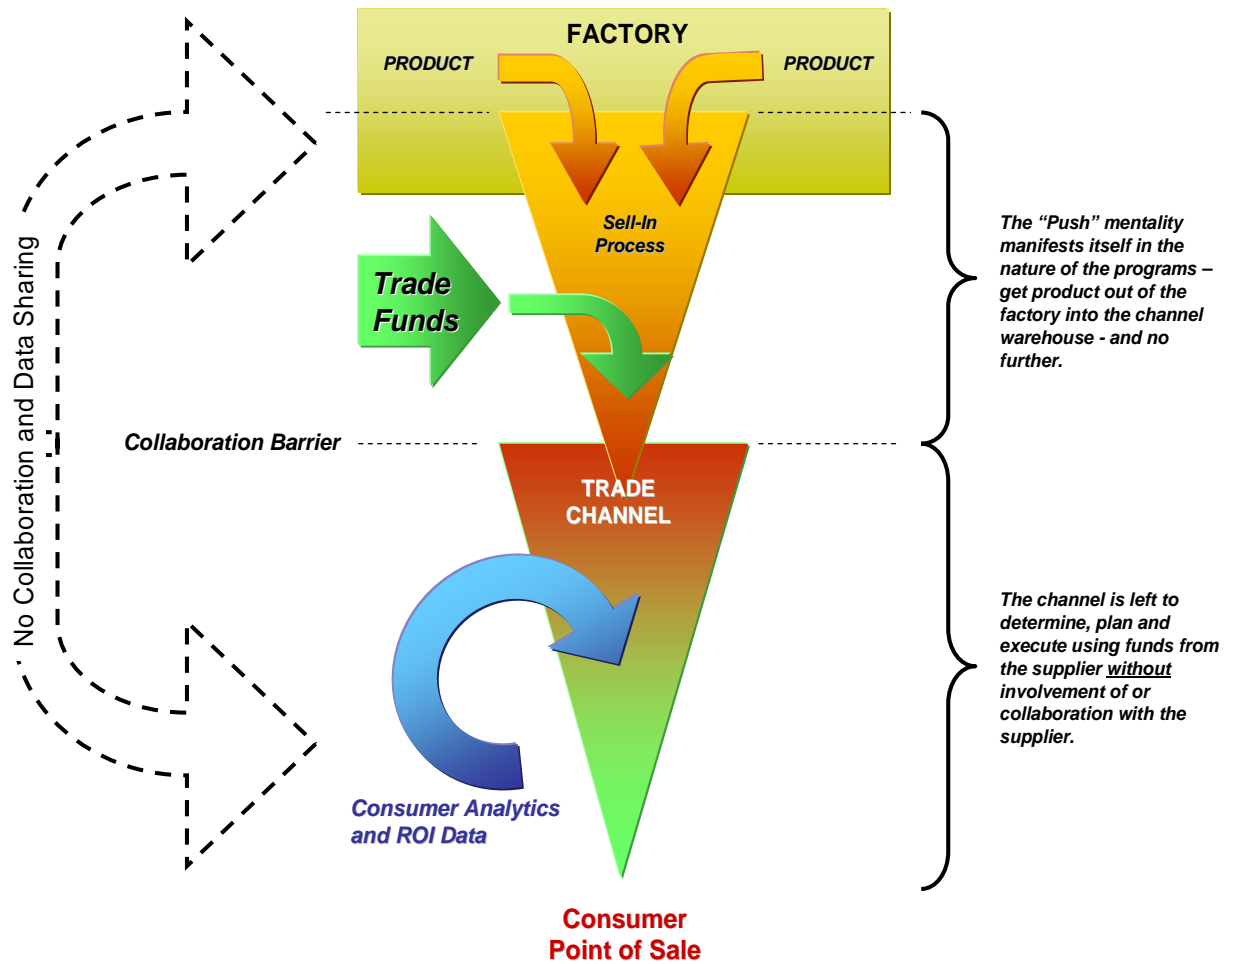 FACTORY
PRODUCT
PRODUCT
Sell-In
Process
Trade
Funds
The “Push” mentality
manifests itself in the
nature of the programs –
get product out of the
factory into the channel
warehouse - and no
further.
No Collaboration and Data Sharing
Collaboration Barrier
TRADE
CHANNEL
The channel is left to
determine, plan and
execute using funds from
the supplier without
involvement of or
collaboration with the
supplier.
Consumer Analytics
and ROI Data
Consumer
Point of Sale